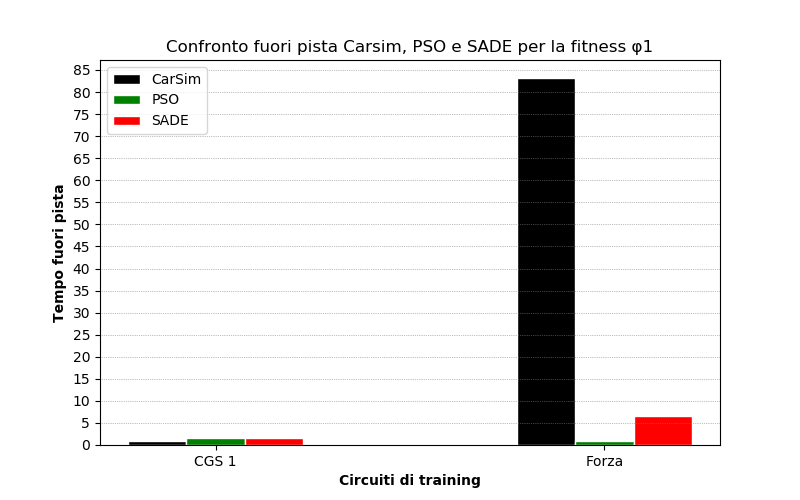 Confronto fuori pista Carsim, PSO e SADE per la fitness φ1
CarSim
PSO
SADE
Tempo fuori pista
85
80
75
70
65
60
55
50
45
40
35
30
25
20
15
10
5
0
CGS 1
Forza
Circuiti di training